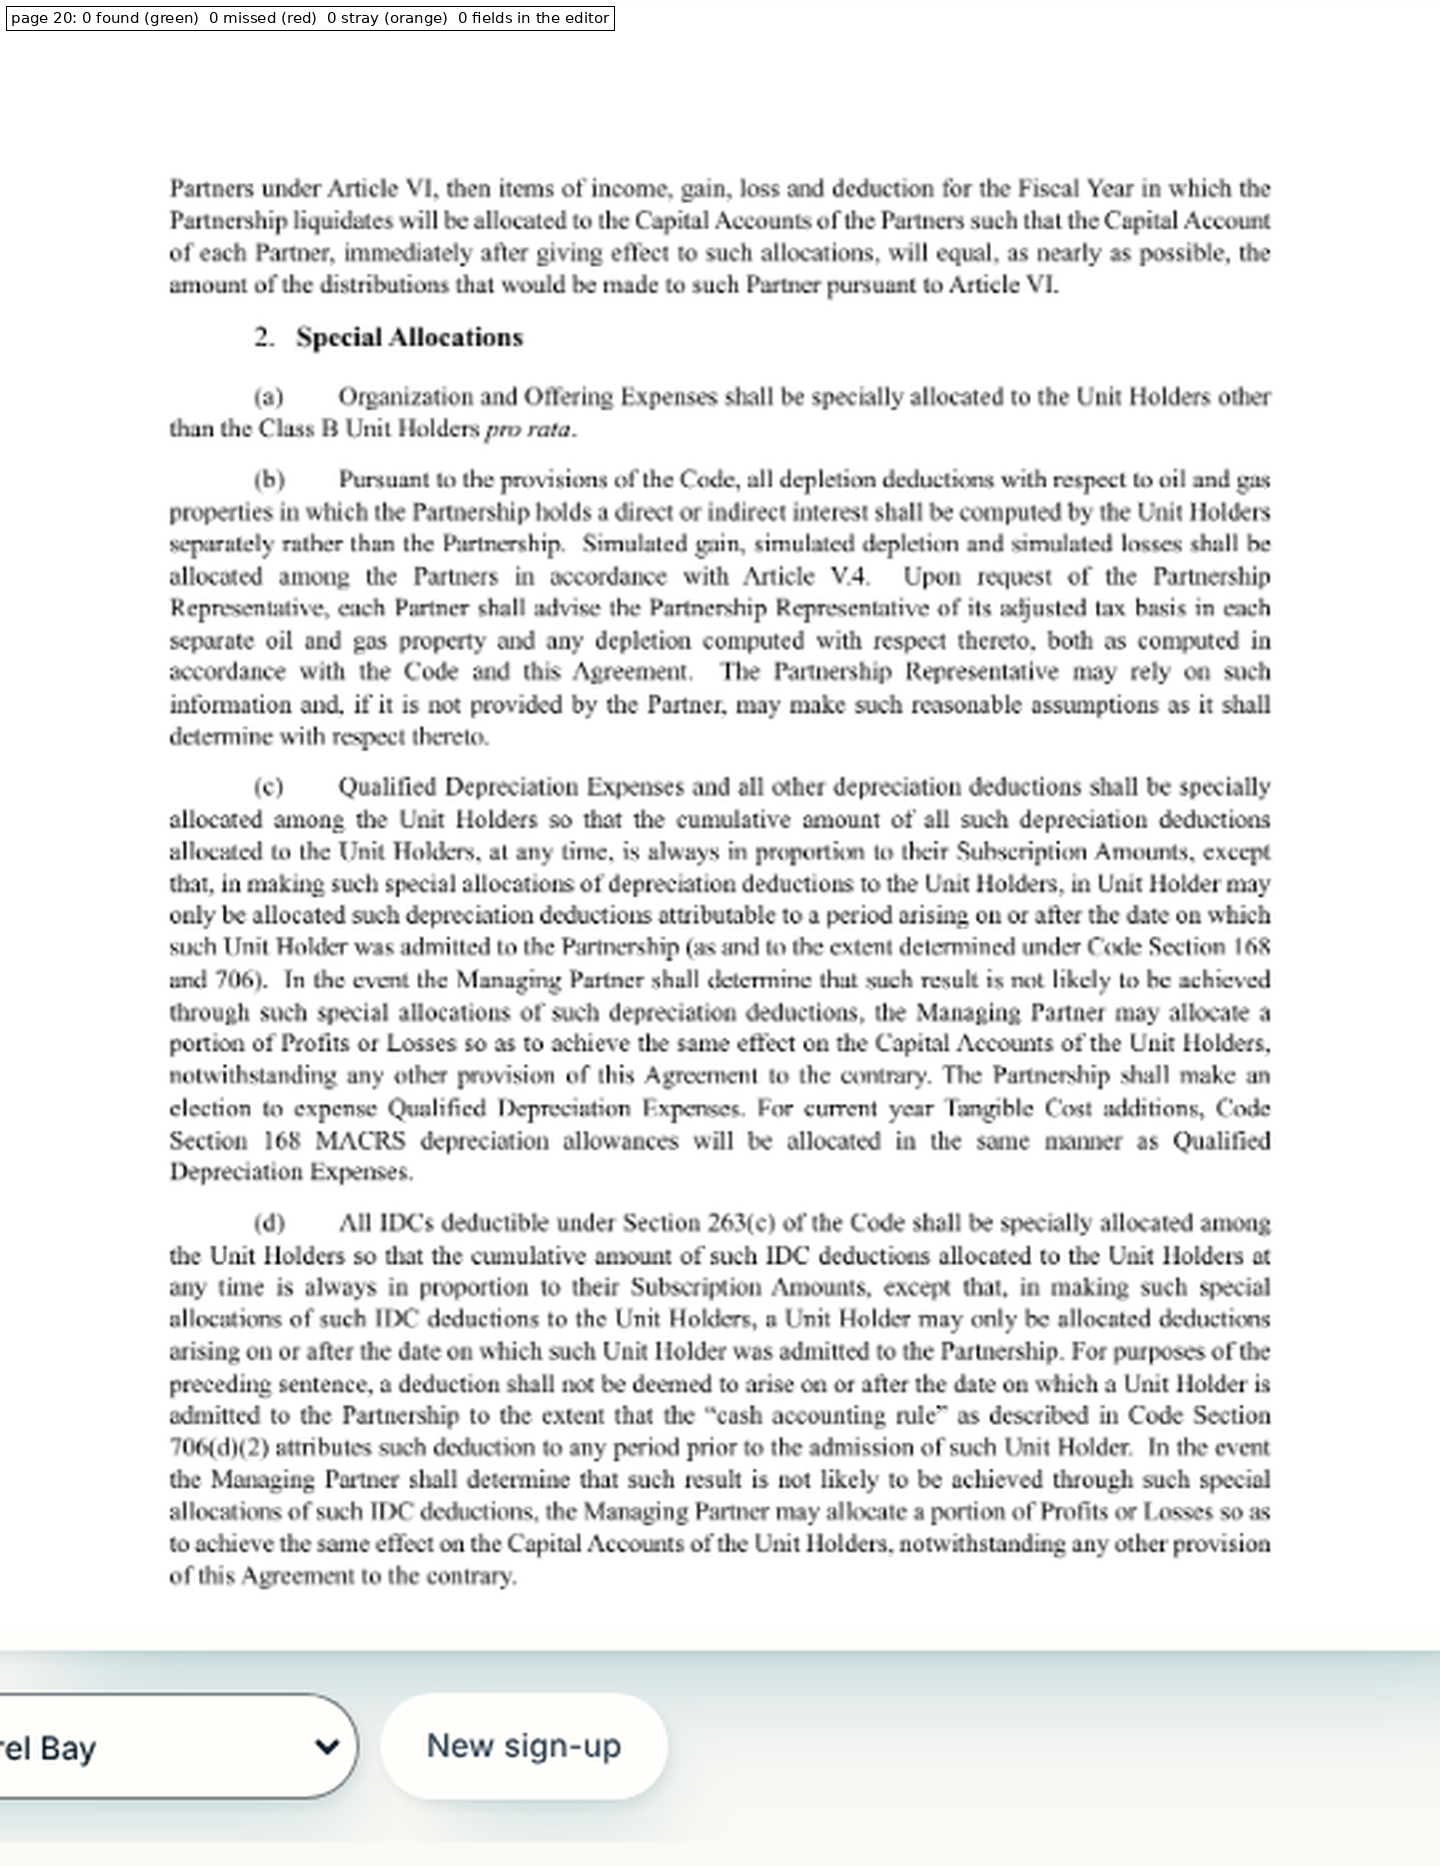 page 20: 0 found (green)  0 missed (red)  0 stray (orange)  0 fields in the editor
Partners under Article VI, then items of income, gain, loss and deduction for the Fiscal Year in which the
Partnership liquidates will be allocated to the Capital Accounts of the Partners such that the Capital Account
of each Partner, immediately after giving effect to such allocations, will equal, as nearly as possible, the
amount of the distributions that would be made to such Partner pursuant to Article VI.
2. Special Allocations
(a) Organization and Offering Expenses shall be specially allocated to the Unit Holders other
than the Class B Unit Holders pro rata.
(b) Pursuant to the provisions of the Code, all depletion deductions with respect to oil and gas
properties in which the Partnership holds a direct or indirect interest shall be computed by the Unit Holders
separately rather than the Partnership. Simulated gain, simulated depletion and simulated losses shall be
allocated among the Partners in accordance with Article V.4. Upon request of the Partnership
Representative, each Partner shall advise the Partnership Representative of its adjusted tax basis in each
separate oil and gas property and any depletion computed with respect thereto, both as computed in
accordance with the Code and this Agreement. The Partnership Representative may rely on such
information and, if it is not provided by the Partner, may make such reasonable assumptions as it shall
determine with respect thereto.
(c) Qualified Depreciation Expenses and all other depreciation deductions shall be specially
allocated among the Unit Holders so that the cumulative amount of all such depreciation deductions
allocated to the Unit Holders, at any time, is always in proportion to their Subscription Amounts, except
that, in making such special allocations of depreciation deductions to the Unit Holders, in Unit Holder may
only be allocated such depreciation deductions attributable to a period arising on or after the date on which
such Unit Holder was admitted to the Partnership (as and to the extent determined under Code Section 168
and 706). In the event the Managing Partner shall determine that such result is not likely to be achieved
through such special allocations of such depreciation deductions, the Managing Partner may allocate a
portion of Profits or Losses so as to achieve the same effect on the Capital Accounts of the Unit Holders,
notwithstanding any other provision of this Agreement to the contrary. The Partnership shall make an
election to expense Qualified Depreciation Expenses. For current year Tangible Cost additions, Code
Section 168 MACRS depreciation allowances will be allocated in the same manner as Qualified
Depreciation Expenses.
(d) All IDCs deductible under Section 263(c) of the Code shall be specially allocated among
the Unit Holders so that the cumulative amount of such IDC deductions allocated to the Unit Holders at
any time is always in proportion to their Subscription Amounts, except that, in making such special
allocations of such IDC deductions to the Unit Holders, a Unit Holder may only be allocated deductions
arising on or after the date on which such Unit Holder was admitted to the Partnership. For purposes of the
preceding sentence, a deduction shall not be deemed to arise on or after the date on which a Unit Holder is
admitted to the Partnership to the extent that the “cash accounting rule” as described in Code Section
706(d)(2) attributes such deduction to any period prior to the admission of such Unit Holder. In the event
the Managing Partner shall determine that such result is not likely to be achieved through such special
allocations of such IDC deductions, the Managing Partner may allocate a portion of Profits or Losses so as
to achieve the same effect on the Capital Accounts of the Unit Holders, notwithstanding any other provision
of this Agreement to the contrary.
rel Bay
New sign-up